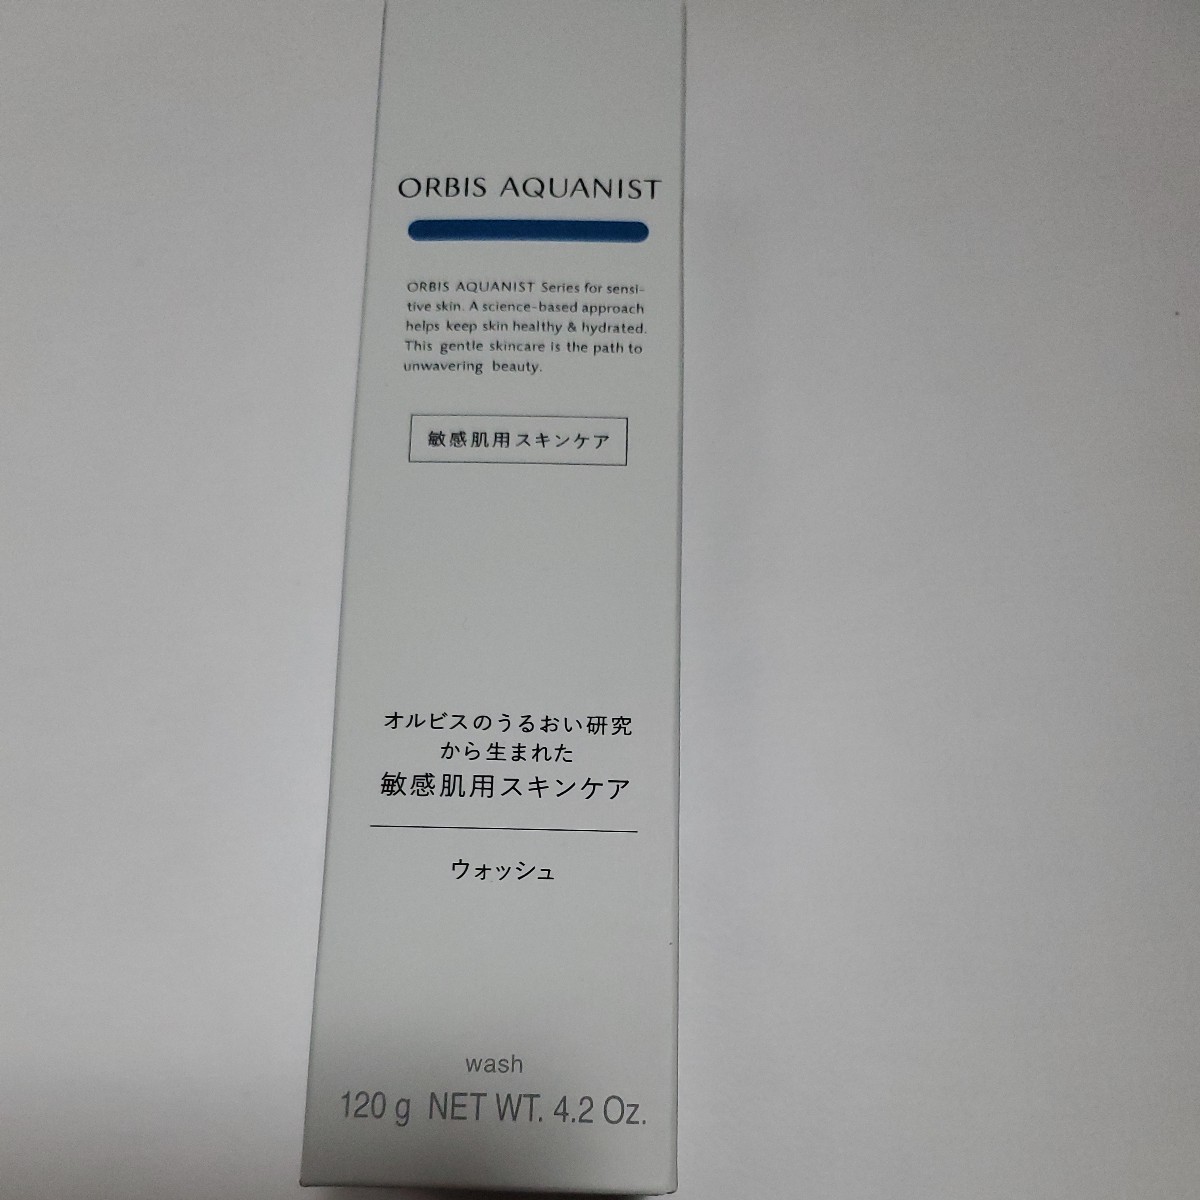 ORBIS AQUANIST
ORBIS AQUANIST Series for sensi-
tive skin. A science-based approach
helps keep skin healthy & hydrated.
This gentle skincare is the path to
unwavering beauty.
敏感肌用スキンケア
オルビスのうるおい研究
から生まれた
敏感肌用スキンケア
ウォッシュ
wash
120 g NET WT. 4.2 Oz.